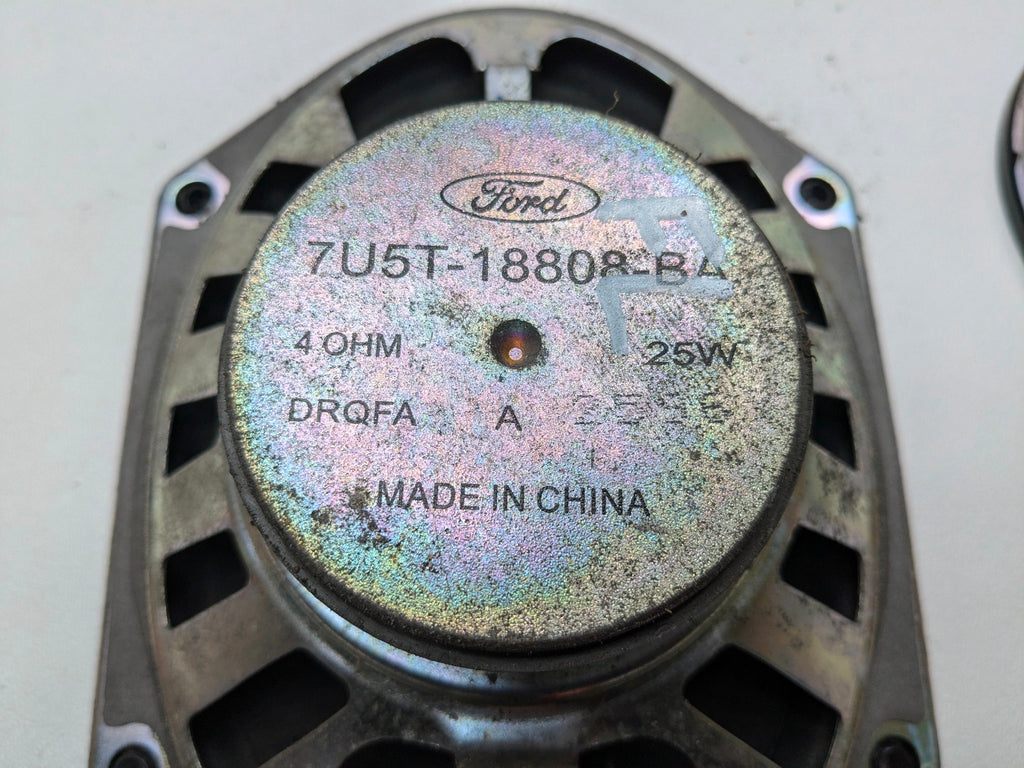 Ford
7U5T-18808-BA
4 OHM 25W
DRQFA A
MADE IN CHINA